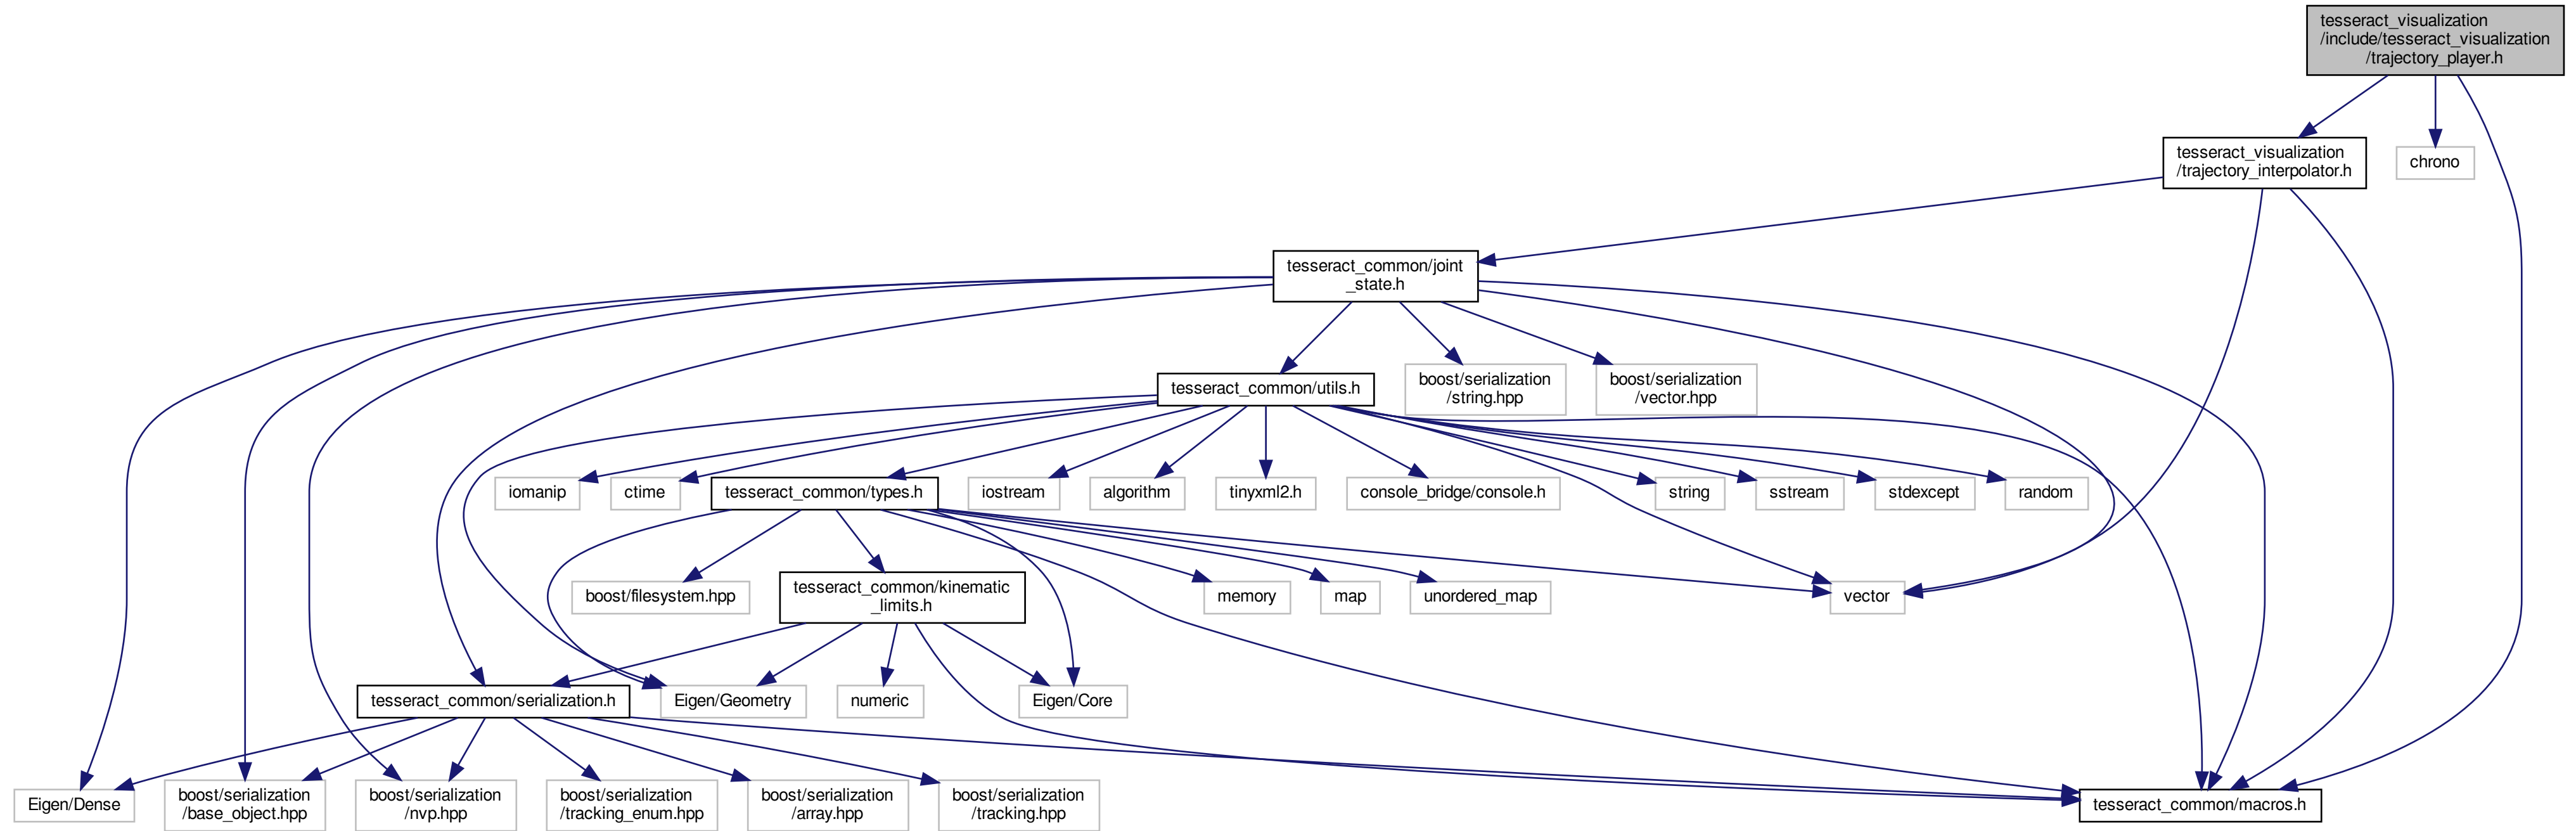 tesseract_visualization
/include/tesseract_visualization
/trajectory_player.h
tesseract_visualization
/trajectory_interpolator.h
chrono
tesseract_common/joint
_state.h
tesseract_common/utils.h
boost/serialization
/string.hpp
boost/serialization
/vector.hpp
iomanip
ctime
tesseract_common/types.h
iostream
algorithm
tinyxml2.h
console_bridge/console.h
string
sstream
stdexcept
random
boost/filesystem.hpp
tesseract_common/kinematic
_limits.h
memory
map
unordered_map
vector
tesseract_common/serialization.h
Eigen/Geometry
numeric
Eigen/Core
Eigen/Dense
boost/serialization
/base_object.hpp
boost/serialization
/nvp.hpp
boost/serialization
/tracking_enum.hpp
boost/serialization
/array.hpp
boost/serialization
/tracking.hpp
tesseract_common/macros.h